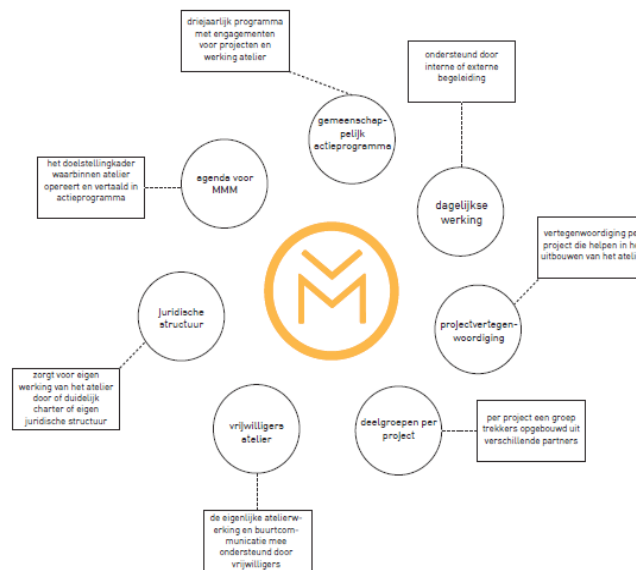 driejaarlijk programma
met engagementen
voor projecten en
werking atelier
ondersteund door
interne of externe
begeleiding
gemeenschap-
pelijk
actieprogramma
het doelstellingkader
waarbinnen atelier
opereert en vertaald in
actieprogramma
agenda voor
MMM
dagelijkse
werking
vertegenwoordiging
project die helpen in
uitbouwen van het
juridische
structuur
projectvertegen-
woordiging
zorgt voor eigen
werking van het atelier
door of duidelijk
charter of eigen
juridische structuur
vrijwilligers
atelier
deelgroepen per
project
per project een groep
trekkers opgebouwd uit
verschillende partners
de eigenlijke atelierw-
erking en buurtcom-
municatie mee
ondersteund door
vrijwilligers